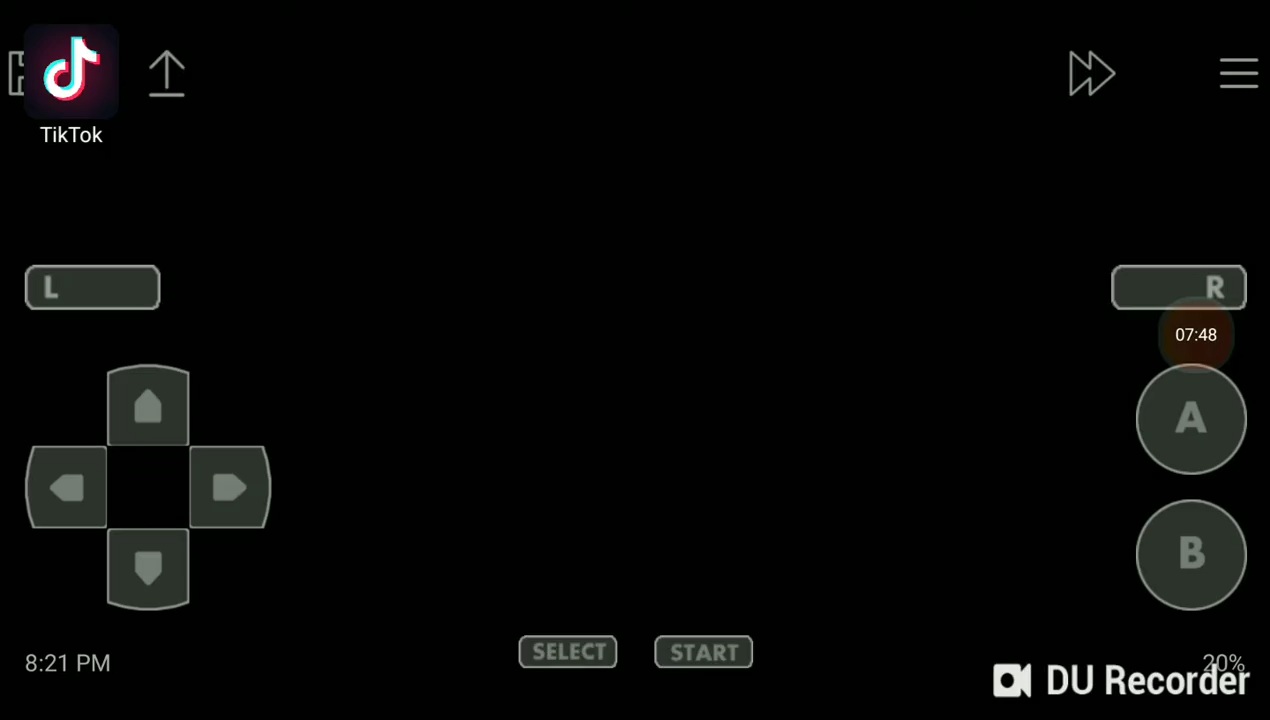 TikTok
L
R
07:48
A
B
SELECT
START
8:21 PM
20%
DU Recorder